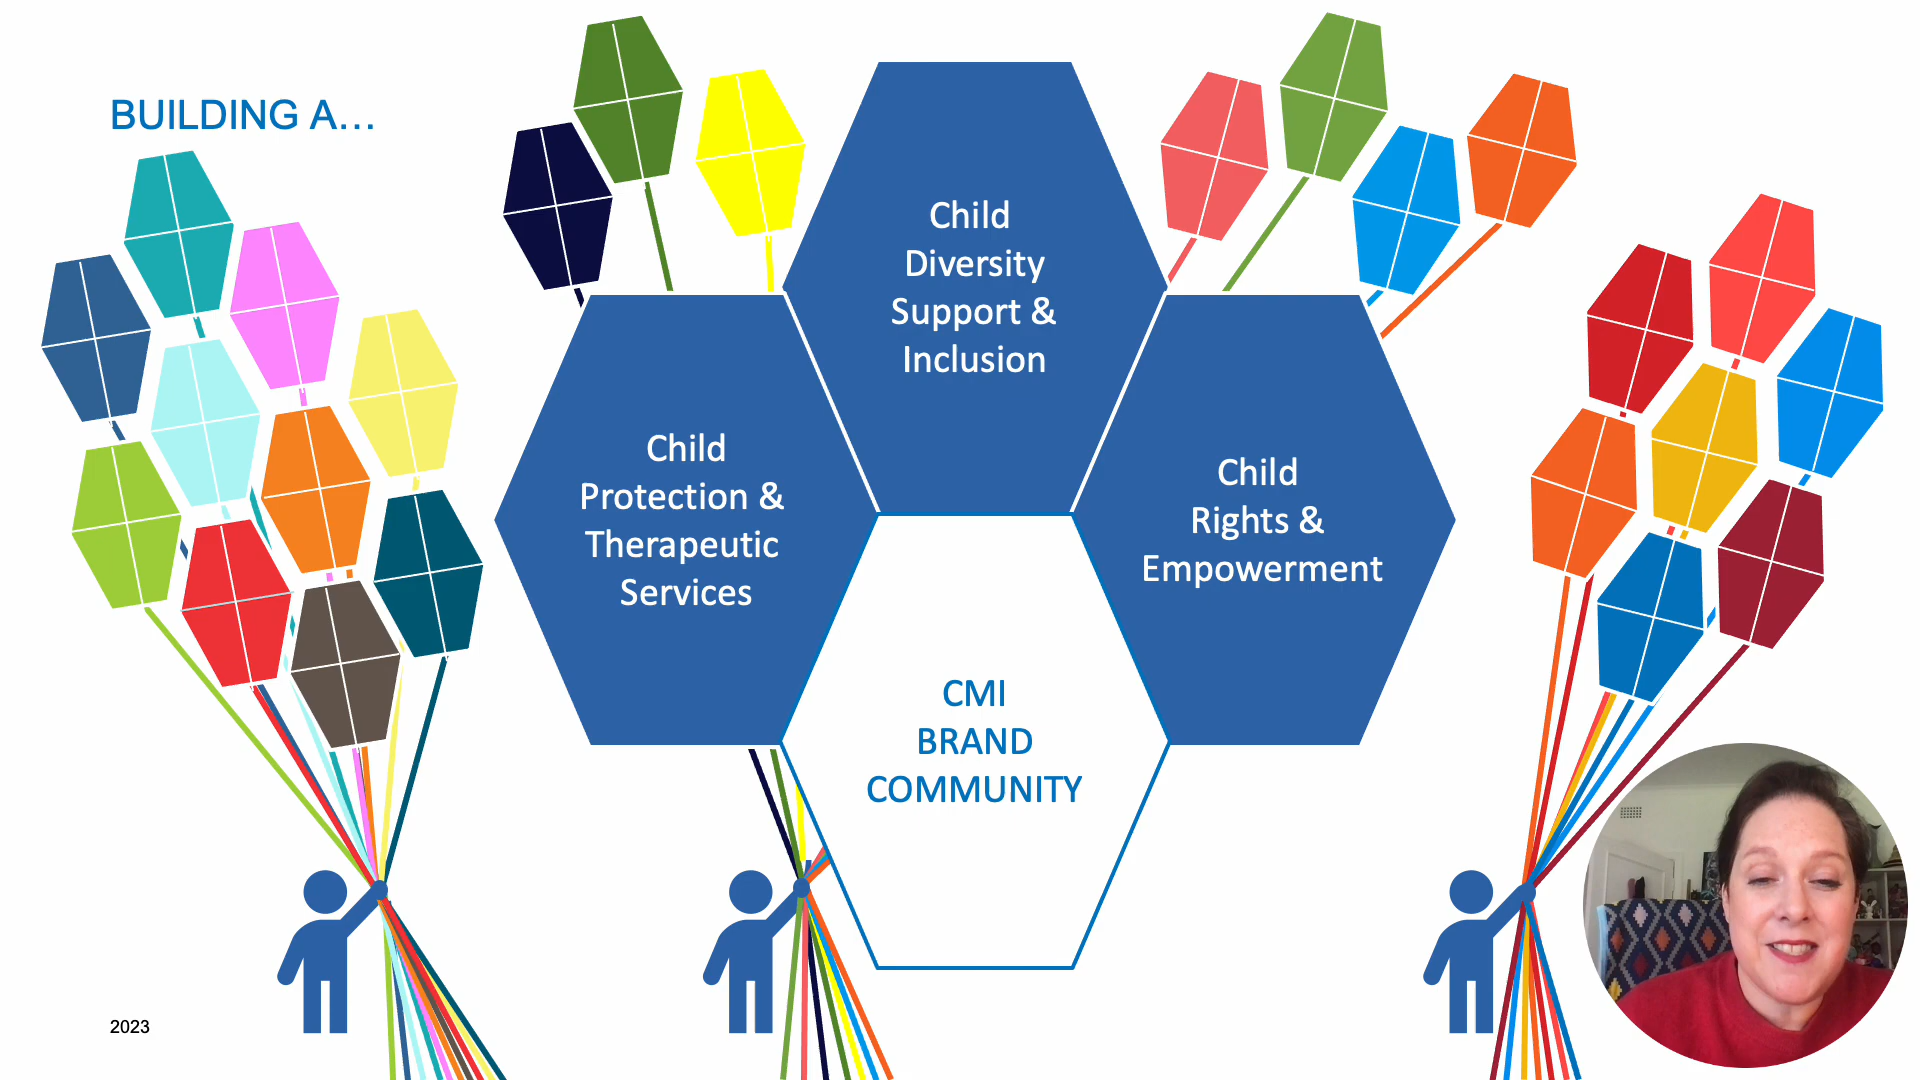 BUILDING A...
Child
Diversity
Support &
Inclusion
Child
Protection &
Therapeutic
Services
Child
Rights &
Empowerment
CMI
BRAND
COMMUNITY
2023